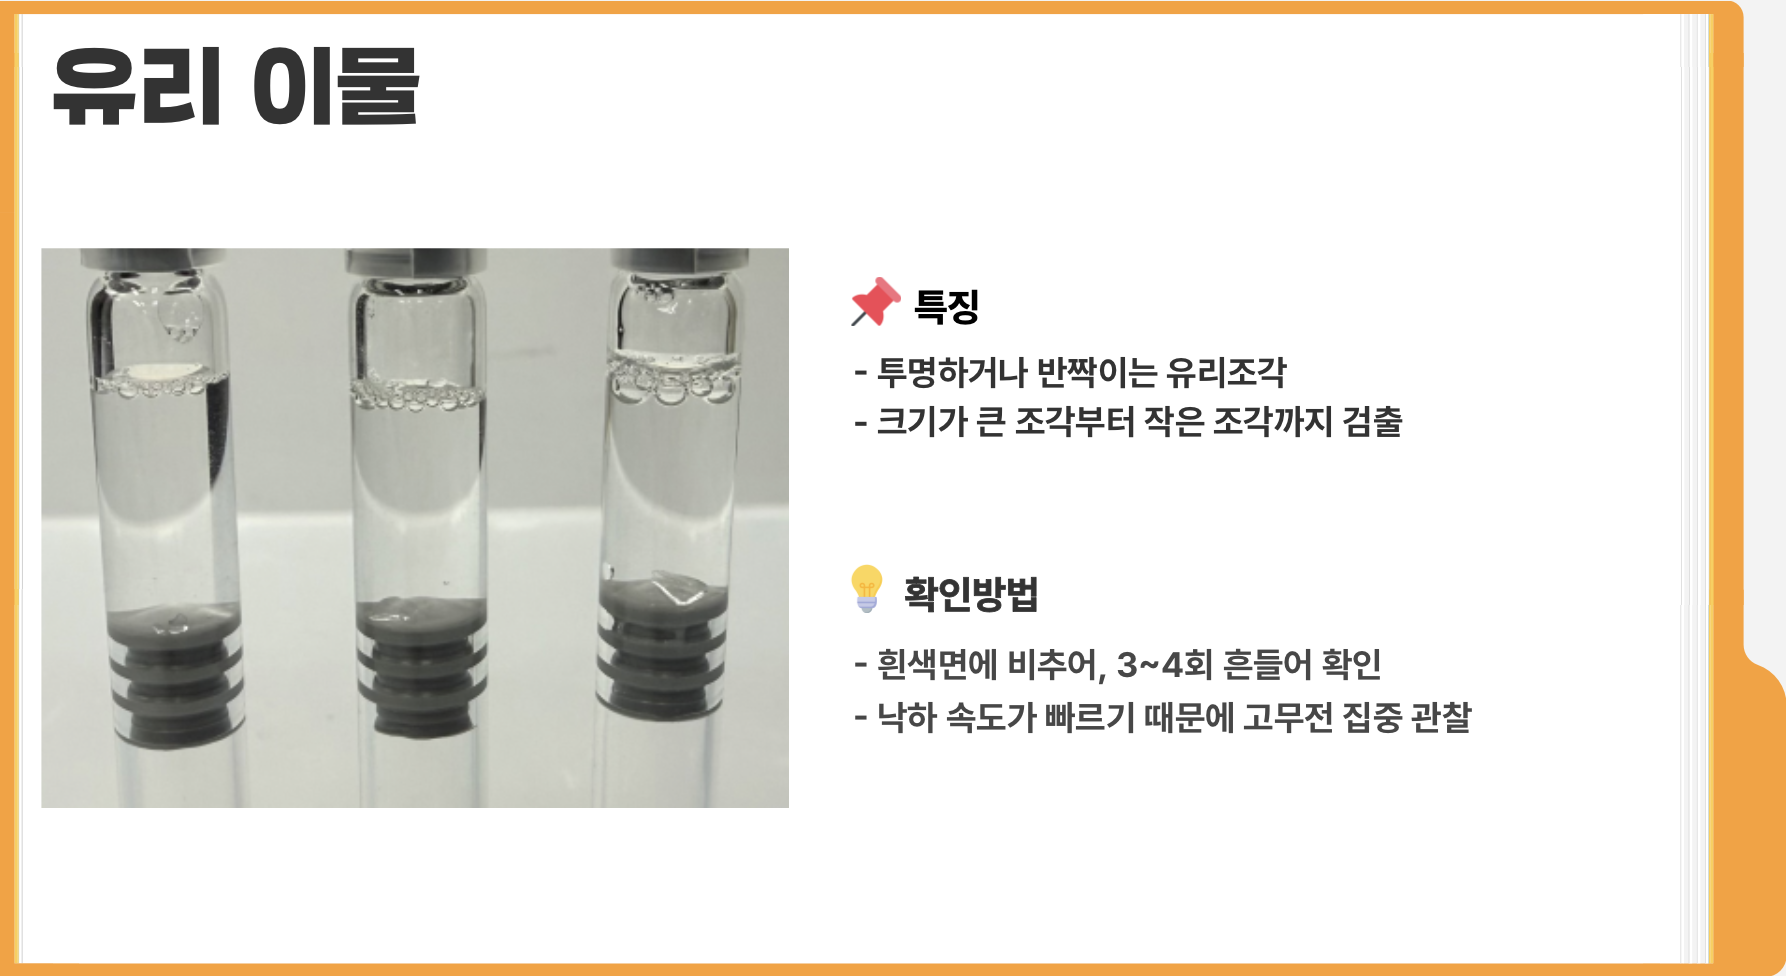 유리 이물
특징
- 투명하거나 반짝이는 유리조각
- 크기가 큰 조각부터 작은 조각까지 검출
확인방법
- 흰색면에 비추어, 3~4회 흔들어 확인
- 낙하 속도가 빠르기 때문에 고무전 집중 관찰